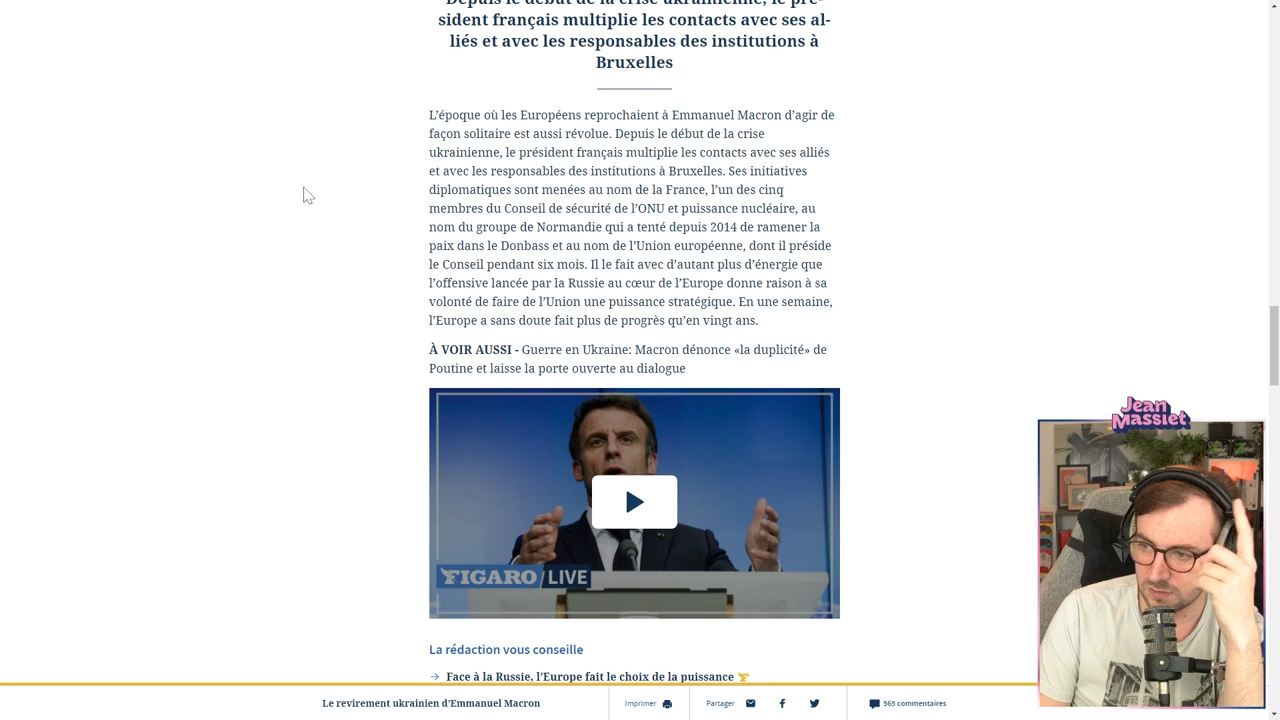 Depuis le début de la crise ukrainienne, le pré-
sident français multiplie les contacts avec ses al-
liés et avec les responsables des institutions à
Bruxelles
L’époque où les Européens reprochaient à Emmanuel Macron d’agir de
façon solitaire est aussi révolue. Depuis le début de la crise
ukrainienne, le président français multiplie les contacts avec ses alliés
et avec les responsables des institutions à Bruxelles. Ses initiatives
diplomatiques sont menées au nom de la France, l’un des cinq
membres du Conseil de sécurité de l’ONU et puissance nucléaire, au
nom du groupe de Normandie qui a tenté depuis 2014 de ramener la
paix dans le Donbass et au nom de l’Union européenne, dont il préside
le Conseil pendant six mois. Il le fait avec d’autant plus d’énergie que
l’offensive lancée par la Russie au cœur de l’Europe donne raison à sa
volonté de faire de l’Union une puissance stratégique. En une semaine,
l’Europe a sans doute fait plus de progrès qu’en vingt ans.
À VOIR AUSSI - Guerre en Ukraine: Macron dénonce «la duplicité» de
Poutine et laisse la porte ouverte au dialogue
FIGARO/LIVE
Jean
Massiet
La rédaction vous conseille
→ Face à la Russie, l’Europe fait le choix de la puissance
Le revirement ukrainien d’Emmanuel Macron
Imprimer
Partager
565 commentaires